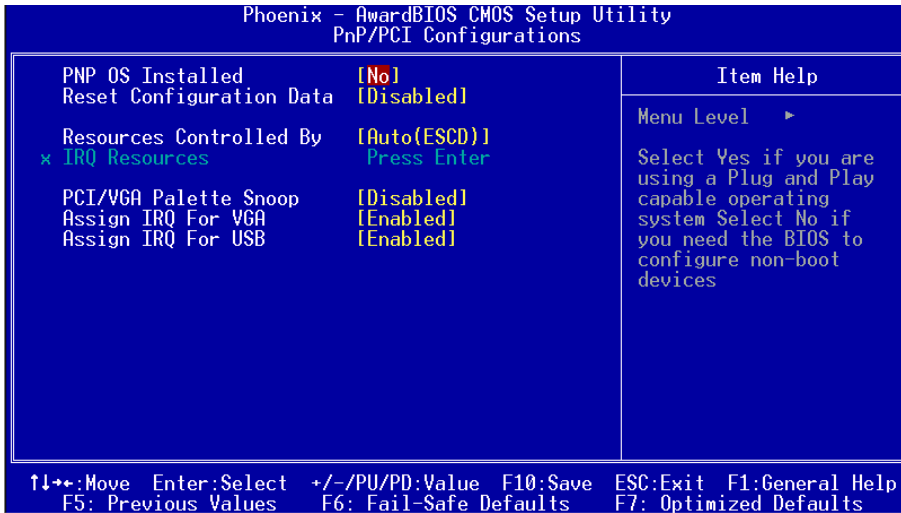 Phoenix - AwardBIOS CMOS Setup Utility
PnP/PCI Configurations
PNP OS Installed [No]
Reset Configuration Data [Disabled]
Resources Controlled By [Auto(ESCD)]
x IRQ Resources Press Enter
PCI/VGA Palette Snoop [Disabled]
Assign IRQ For VGA [Enabled]
Assign IRQ For USB [Enabled]
Item Help
Menu Level ►
Select Yes if you are
using a Plug and Play
capable operating
system Select No if
you need the BIOS to
configure non-boot
devices
↑↓→←:Move Enter:Select +/-/PU/PD:Value F10:Save ESC:Exit F1:General Help
F5: Previous Values F6: Fail-Safe Defaults F7: Optimized Defaults